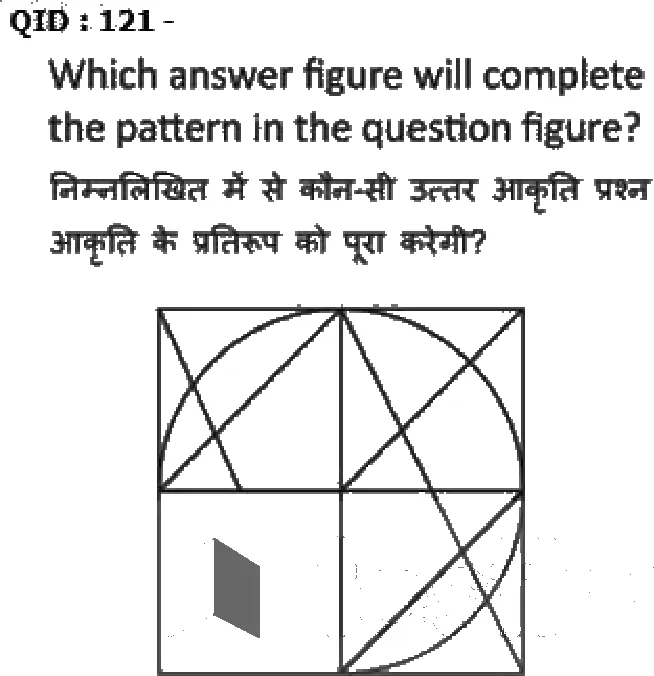 QID : 121 -
Which answer figure will complete
the pattern in the question figure?
निम्नलिखित में से कौन-सी उत्तर आकृति प्रश्न
आकृति के प्रतिरूप को पूरा करेगी?